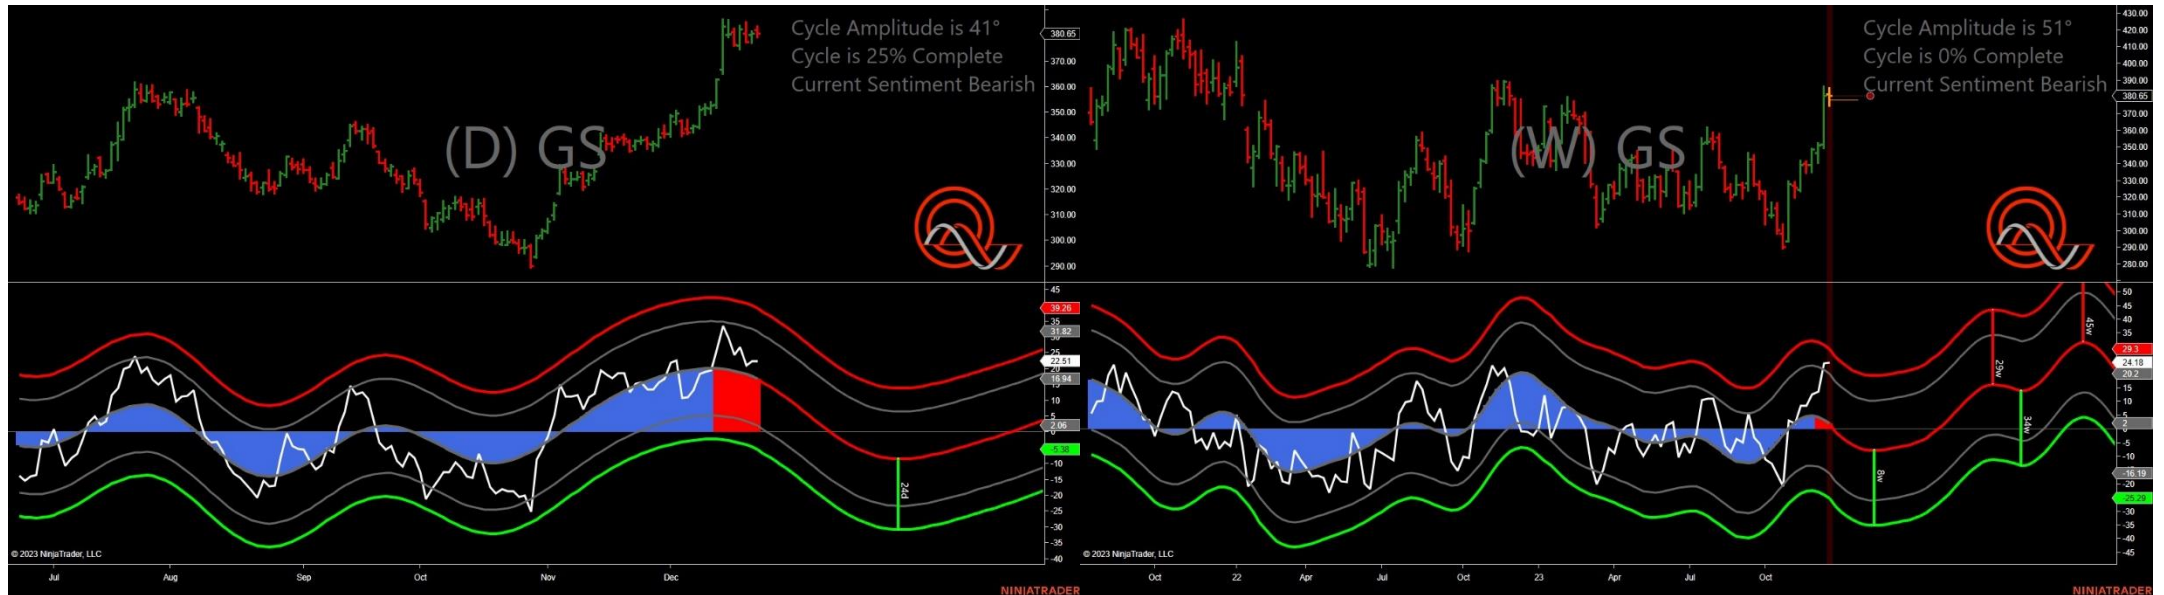 Cycle Amplitude is 41°
Cycle is 25% Complete
Current Sentiment Bearish
(D) GS
380.65
370.00
360.00
350.00
340.00
330.00
320.00
310.00
300.00
290.00
45
39.26
35
31.82
22.51
20
16.94
15
10
5
2.06
0
-5.38
-10
-15
-20
-25
-30
-35
-40
24d
© 2023 NinjaTrader, LLC
Jul
Aug
Sep
Oct
Nov
Dec
NINJATRADER
Cycle Amplitude is 51°
Cycle is 0% Complete
Current Sentiment Bearish
(W) GS
430.00
420.00
410.00
400.00
390.00
380.65
370.00
360.00
350.00
340.00
330.00
320.00
310.00
300.00
290.00
280.00
50
45
40
35
29.3
24.18
20.2
15
10
5
2
-5
-10
-16.19
-20
-25.29
-30
-35
-40
-45
8w
29w
34w
45w
© 2023 NinjaTrader, LLC
Oct
22
Apr
Jul
Oct
23
Apr
Jul
Oct
NINJATRADER